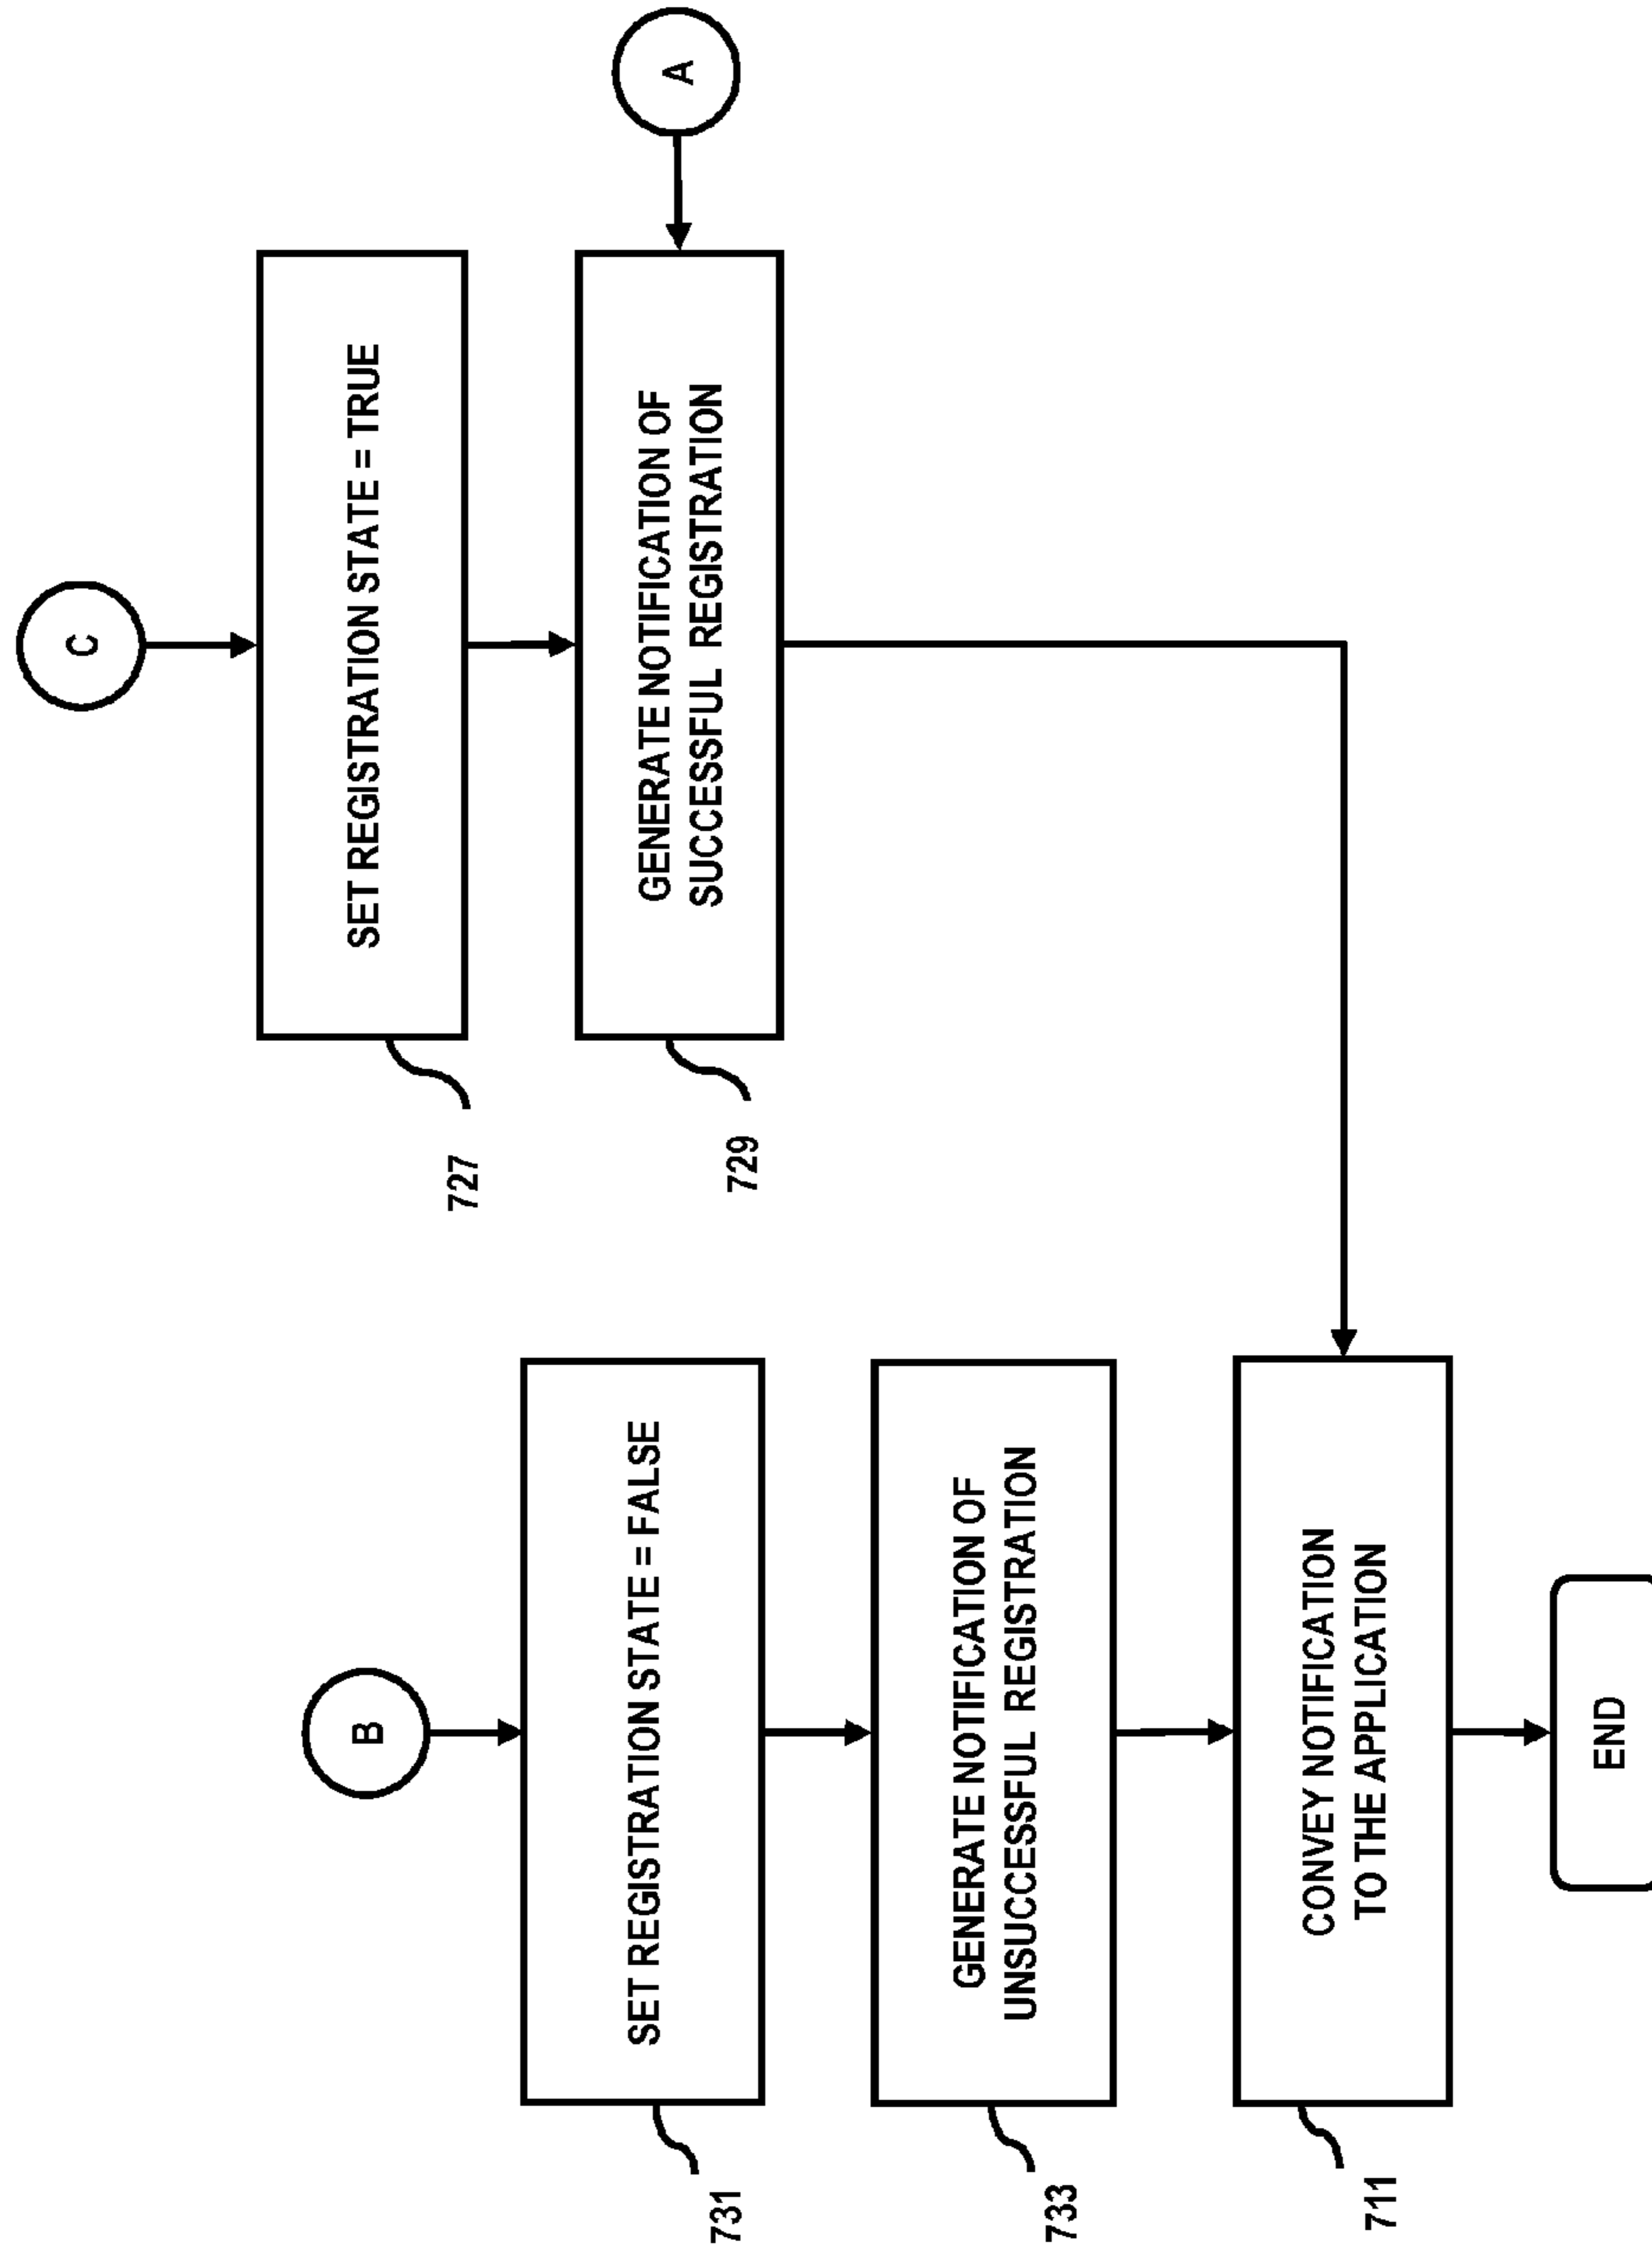 C
SET REGISTRATION STATE = TRUE
727
A
GENERATE NOTIFICATION OF
SUCCESSFUL REGISTRATION
729
B
SET REGISTRATION STATE = FALSE
731
GENERATE NOTIFICATION OF
UNSUCCESSFUL REGISTRATION
733
CONVEY NOTIFICATION
TO THE APPLICATION
711
END